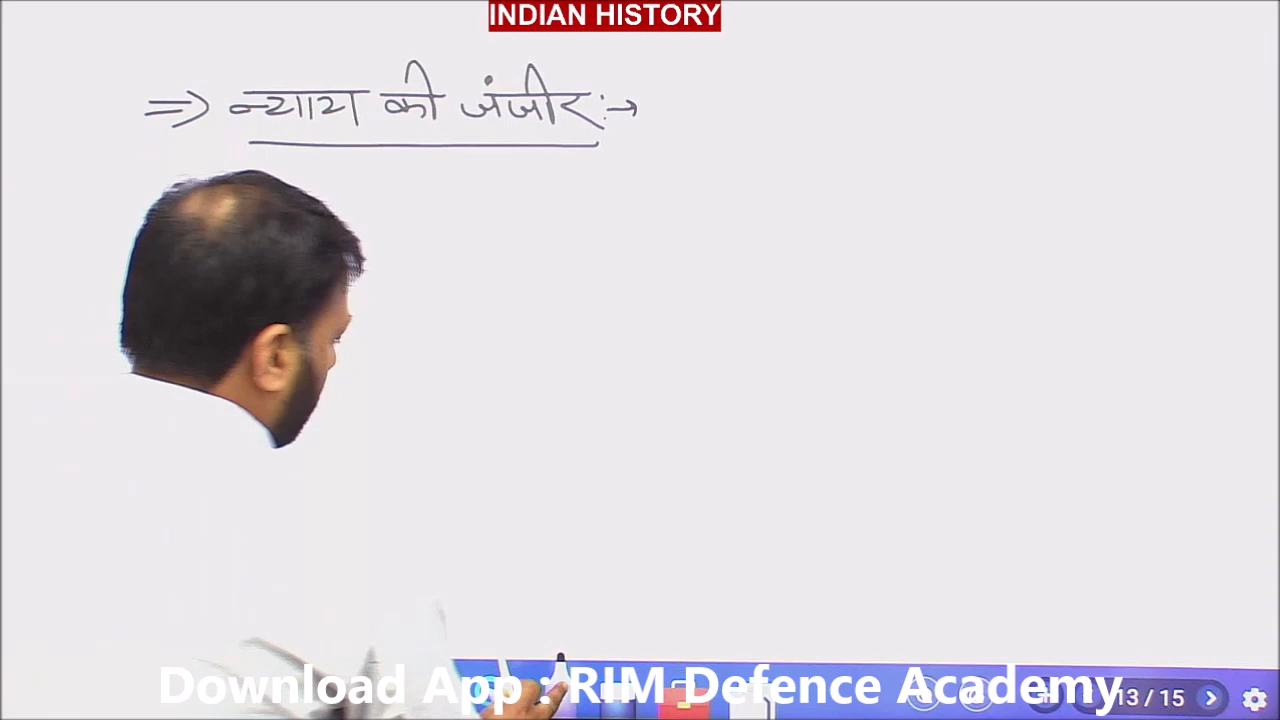 INDIAN HISTORY
⇒ न्याय की जंजीर :→
Download App : RIM Defence Academy
13 / 15